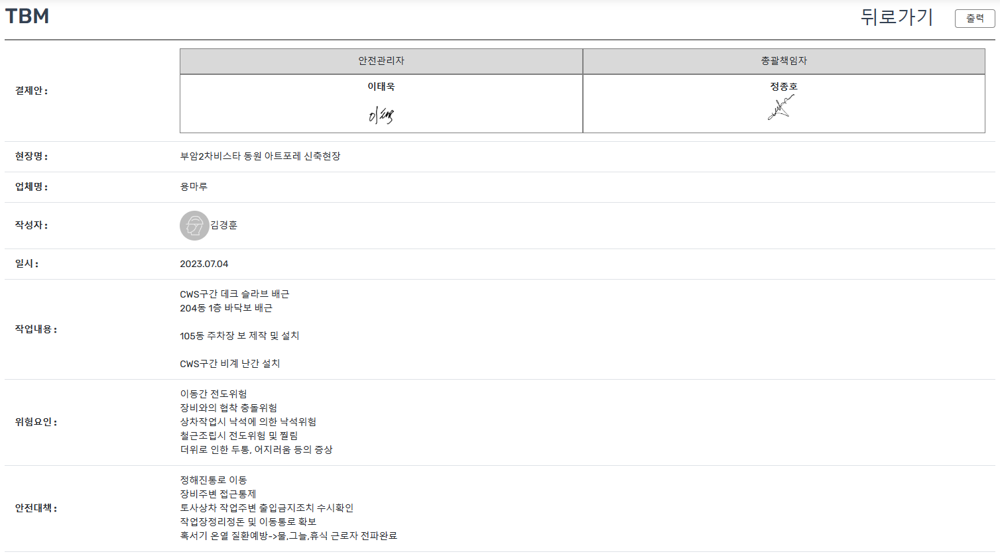 TBM
뒤로가기
출력
결제안 :
안전관리자
총괄책임자
이태욱
정종호
현장명 :
부암2차비스타 동원 아트포레 신축현장
업체명 :
용마루
작성자 :
김경훈
일시 :
2023.07.04
작업내용 :
CWS구간 데크 슬라브 배근
204동 1층 바닥보 배근
105동 주차장 보 제작 및 설치
CWS구간 비계 난간 설치
위험요인 :
이동간 전도위험
장비와의 협착 충돌위험
상차작업시 낙석에 의한 낙석위험
철근조립시 전도위험 및 찔림
더위로 인한 두통, 어지러움 등의 증상
안전대책 :
정해진통로 이동
장비주변 접근통제
토사상차 작업주변 출입금지조치 수시확인
작업장정리정돈 및 이동통로 확보
혹서기 온열 질환예방->물,그늘,휴식 근로자 전파완료